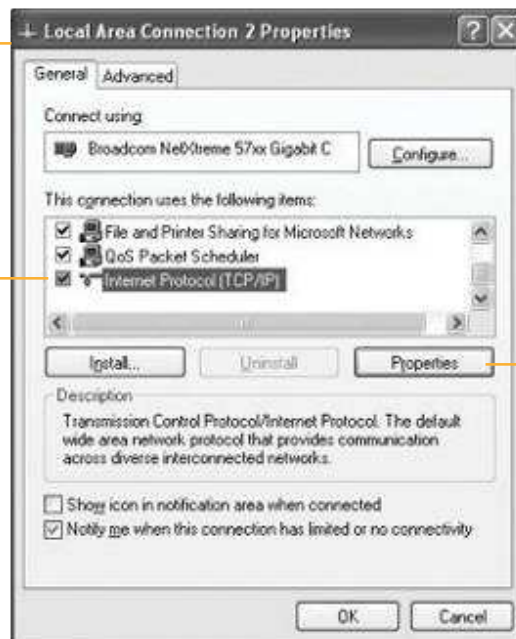 Local Area Connection 2 Properties
General Advanced
Connect using:
Broadcom NetXtreme 57xx Gigabit C
Configure...
This connection uses the following items:
File and Printer Sharing for Microsoft Networks
QoS Packet Scheduler
Internet Protocol (TCP/IP)
Install... Uninstall Properties
Description
Transmission Control Protocol/Internet Protocol. The default
wide area network protocol that provides communication
across diverse interconnected networks.
Show icon in notification area when connected
Notify me when this connection has limited or no connectivity
OK Cancel